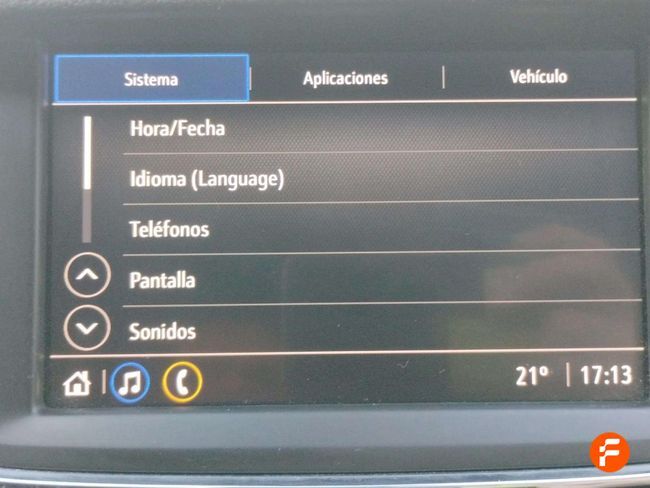 Sistema
Aplicaciones
Vehículo
Hora/Fecha
Idioma (Language)
Teléfonos
Pantalla
Sonidos
21° 17:13